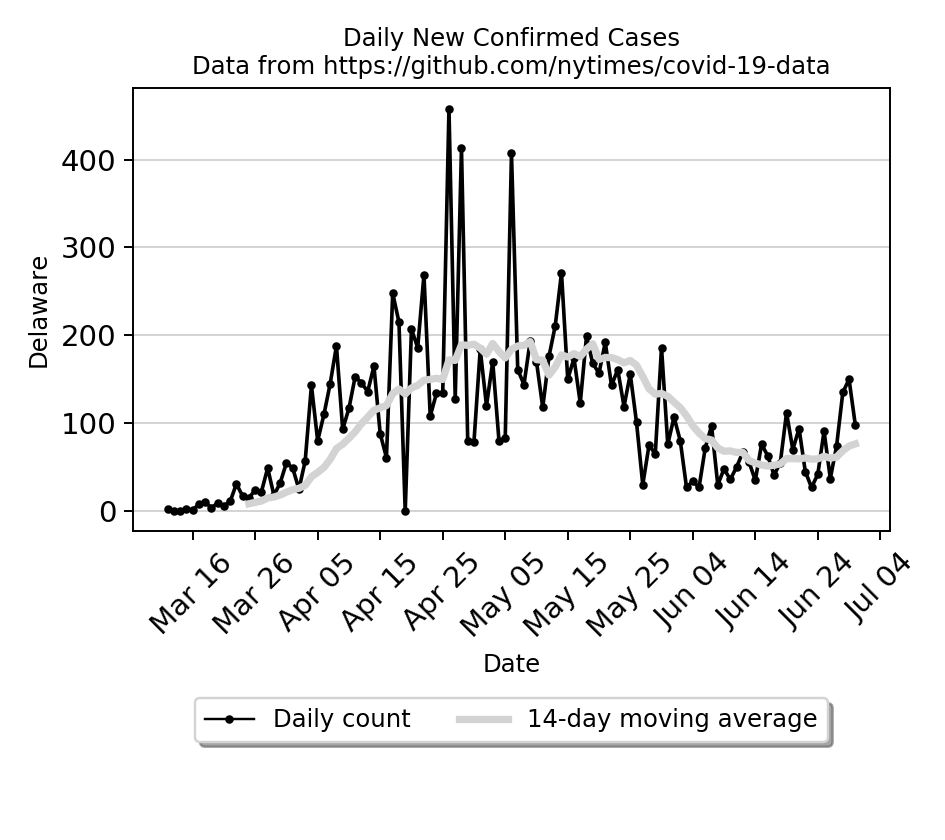 Daily New Confirmed Cases
Data from https://github.com/nytimes/covid-19-data
Delaware
400
300
200
100
0
Mar 16
Mar 26
Apr 05
Apr 15
Apr 25
May 05
May 15
May 25
Jun 04
Jun 14
Jun 24
Jul 04
Date
Daily count
14-day moving average